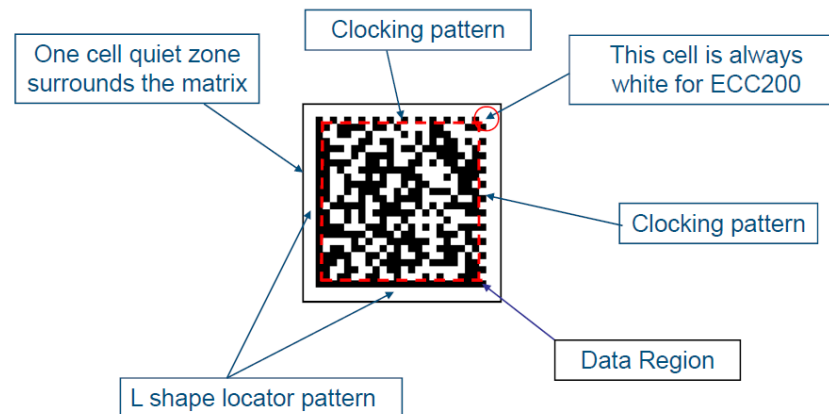 Clocking pattern
One cell quiet zone
surrounds the matrix
This cell is always
white for ECC200
Clocking pattern
Data Region
L shape locator pattern